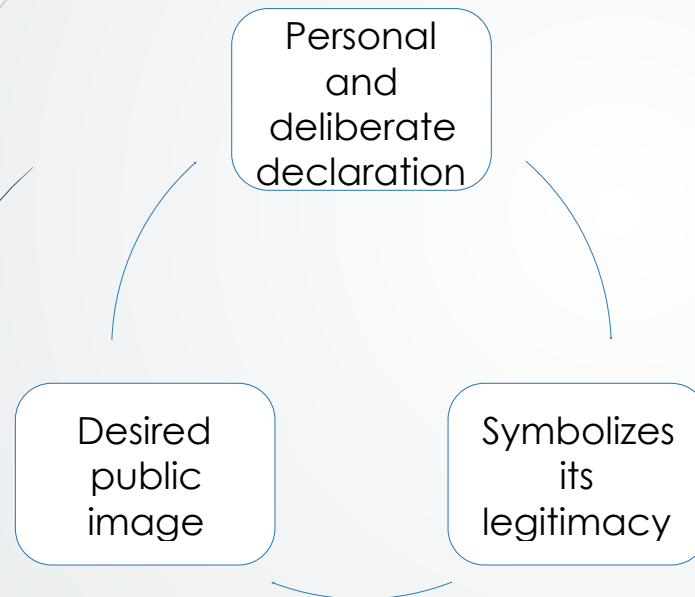 Personal
and
deliberate
declaration
Desired
public
image
Symbolizes
its
legitimacy